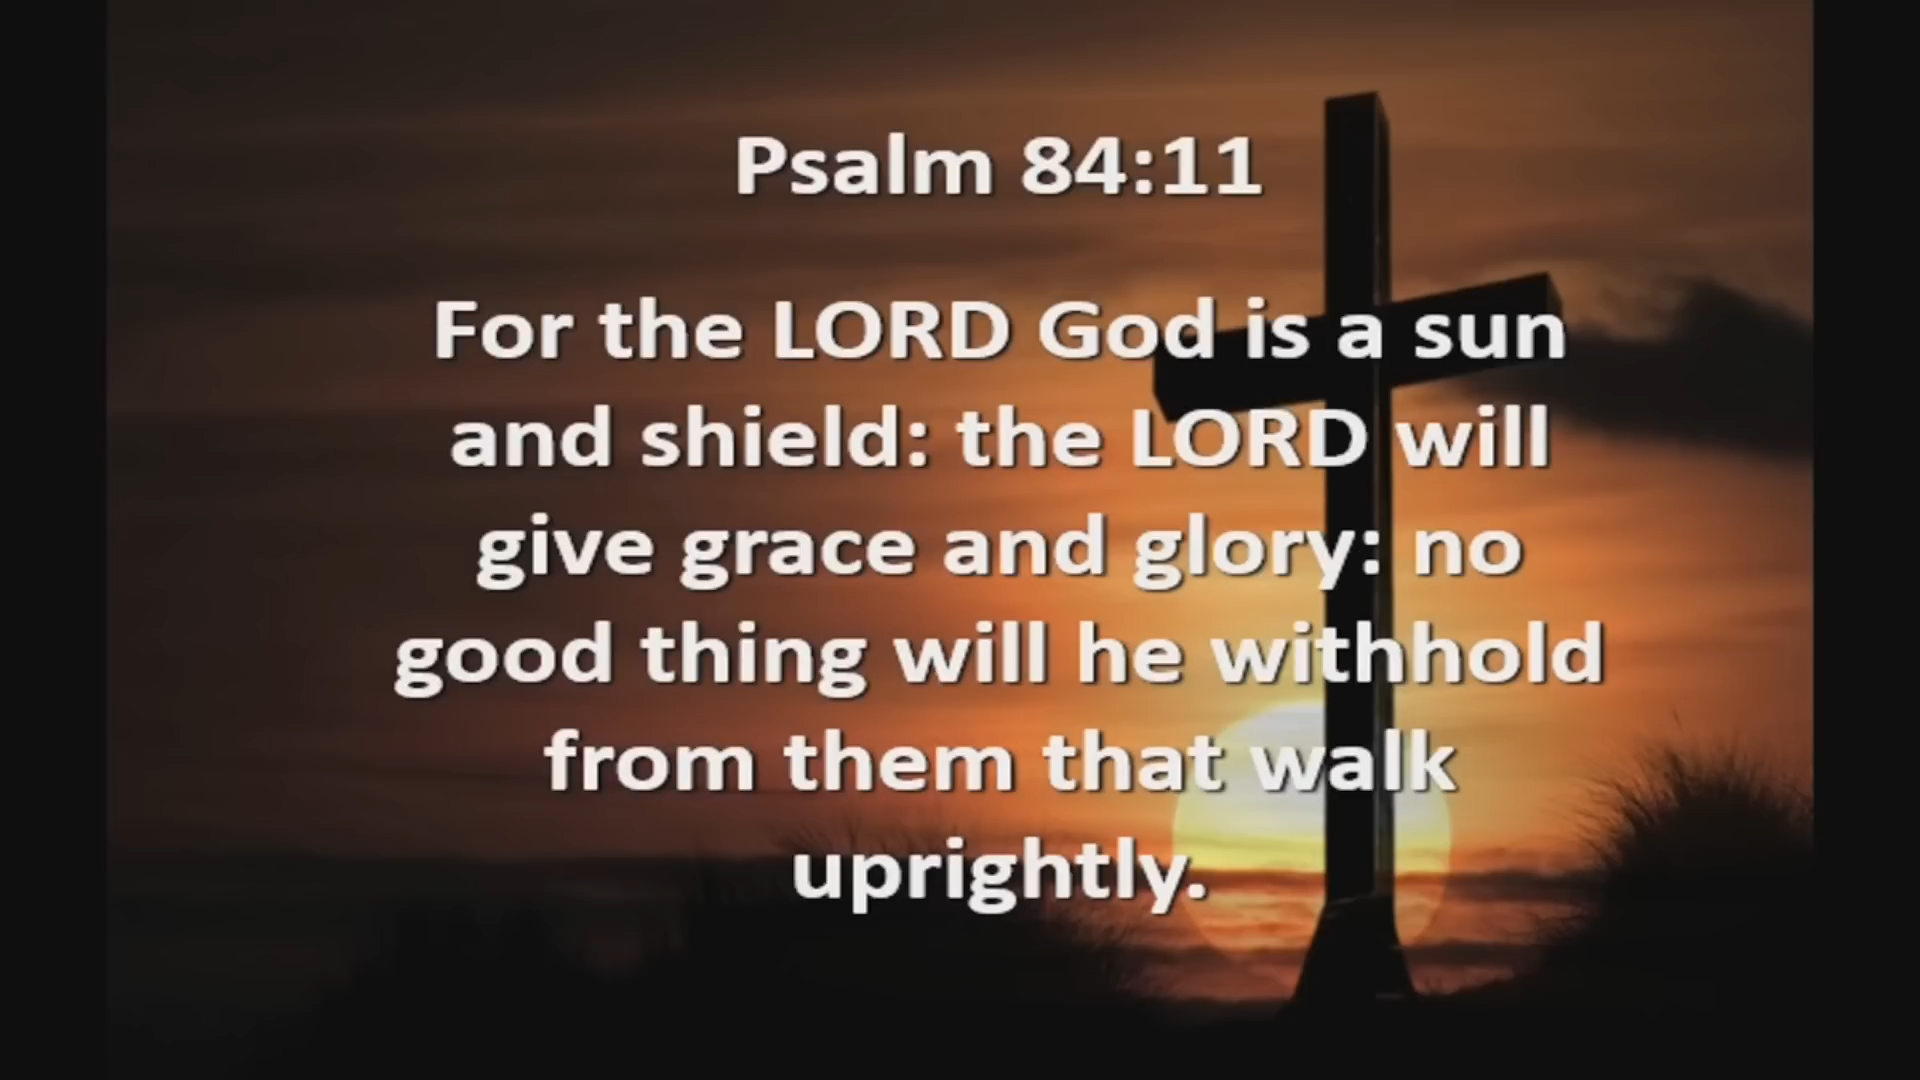 Psalm 84:11
For the LORD God is a sun
and shield: the LORD will
give grace and glory: no
good thing will he withhold
from them that walk
uprightly.